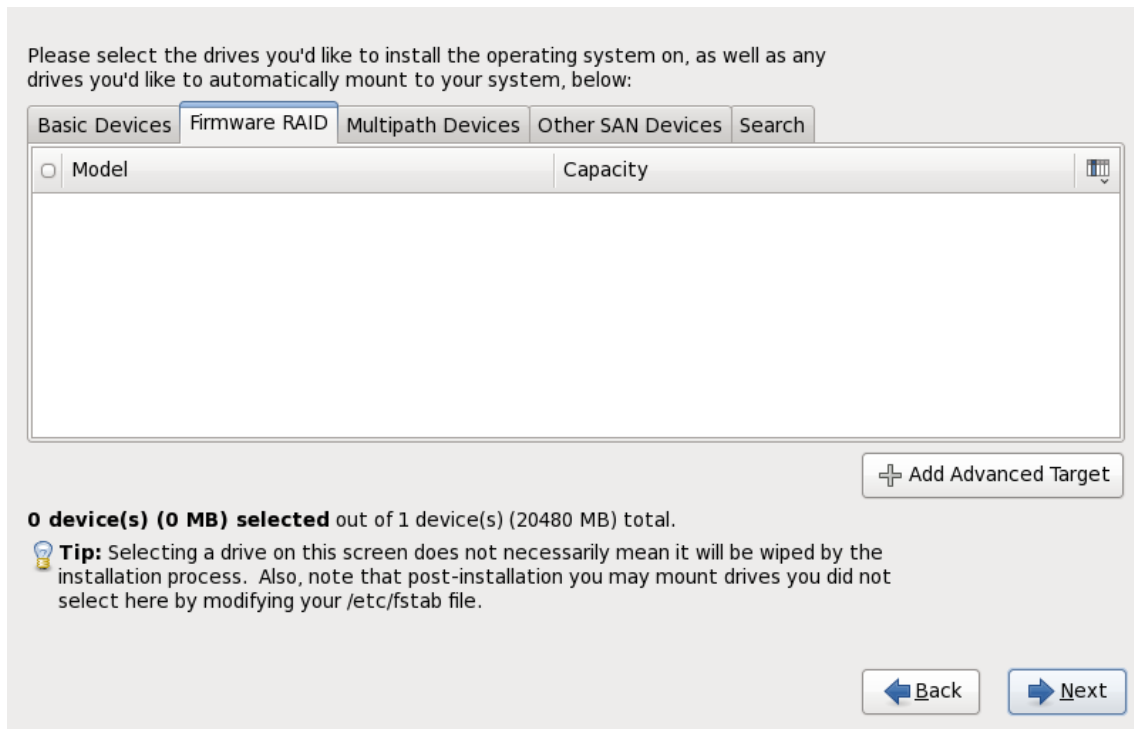 Please select the drives you'd like to install the operating system on, as well as any
drives you'd like to automatically mount to your system, below:
Basic Devices Firmware RAID Multipath Devices Other SAN Devices Search
Model Capacity
Add Advanced Target
0 device(s) (0 MB) selected out of 1 device(s) (20480 MB) total.
Tip: Selecting a drive on this screen does not necessarily mean it will be wiped by the
installation process.  Also, note that post-installation you may mount drives you did not
select here by modifying your /etc/fstab file.
Back Next